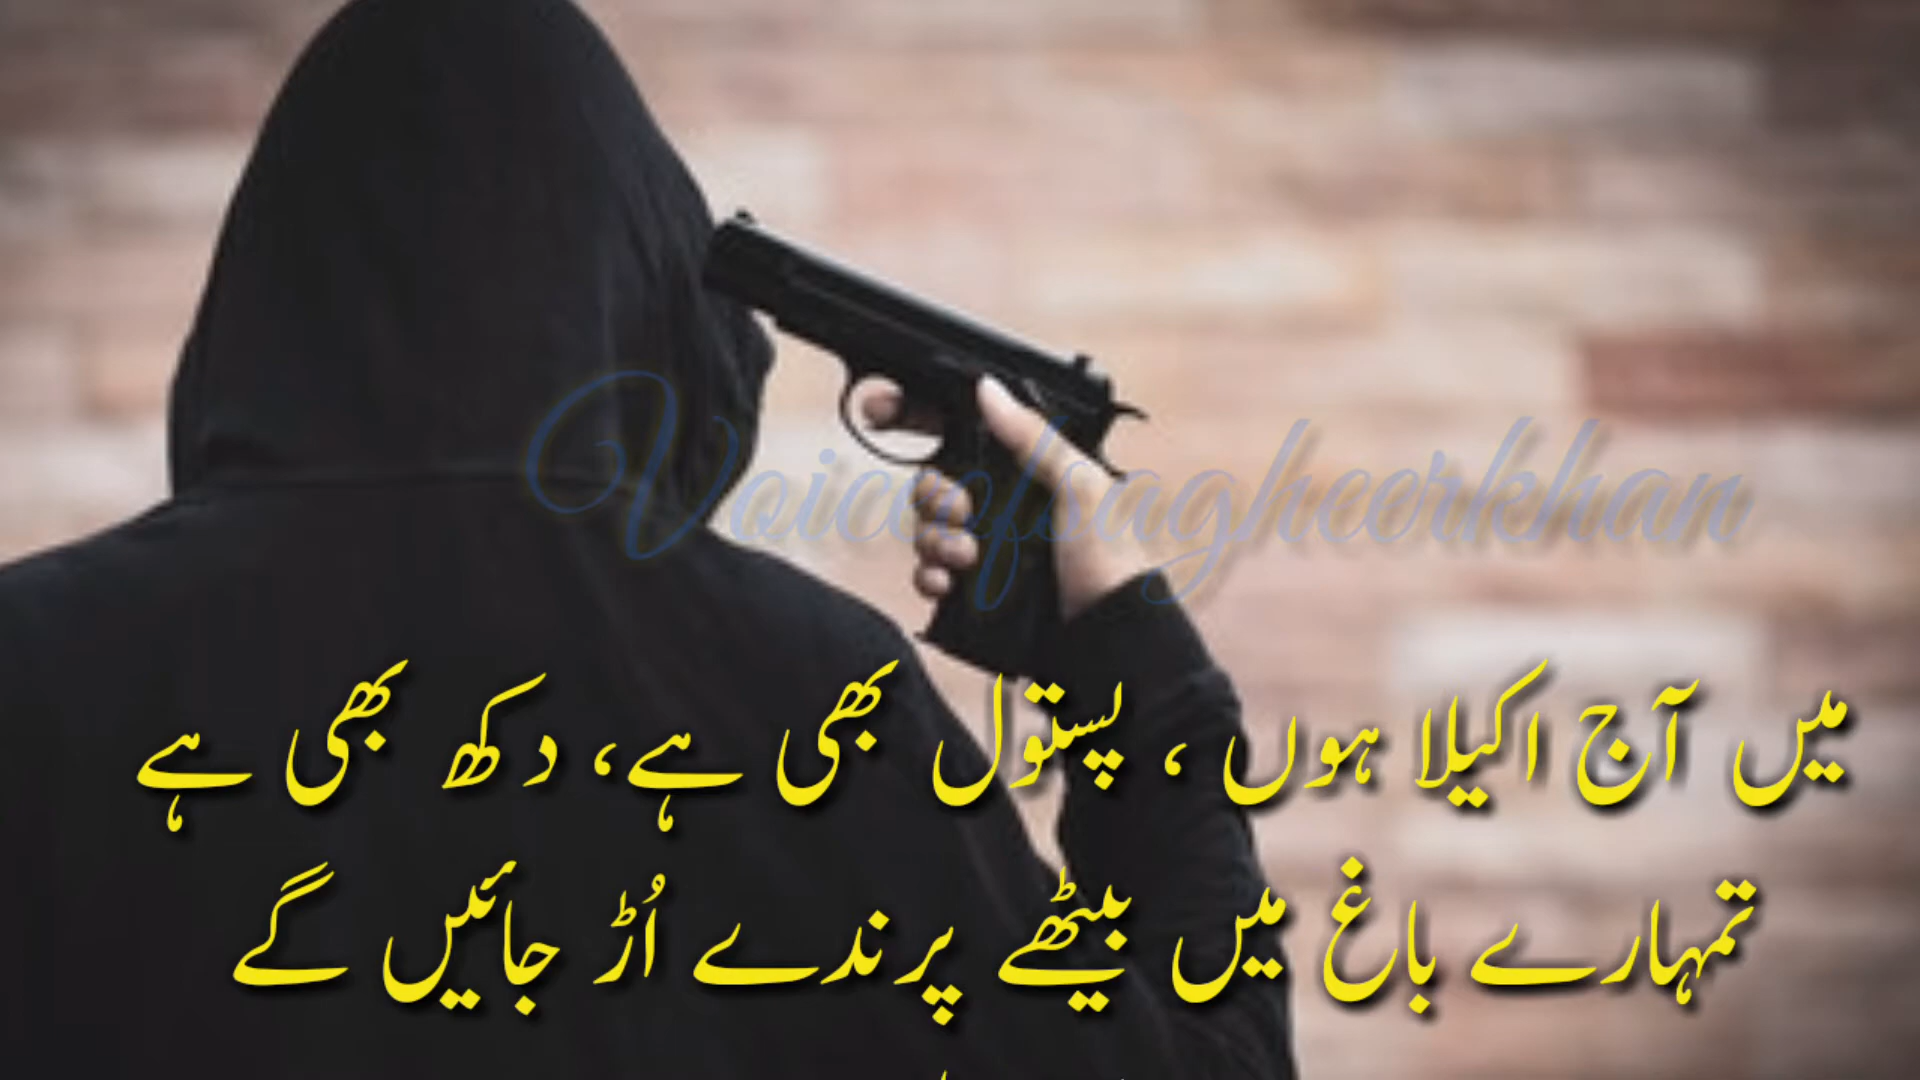 Voiceofsagheerkhan
میں آج اکیلا ہوں ، پستول بھی ہے، دکھ بھی ہے
تمہارے باغ میں بیٹھے پرندے اُڑ جائیں گے